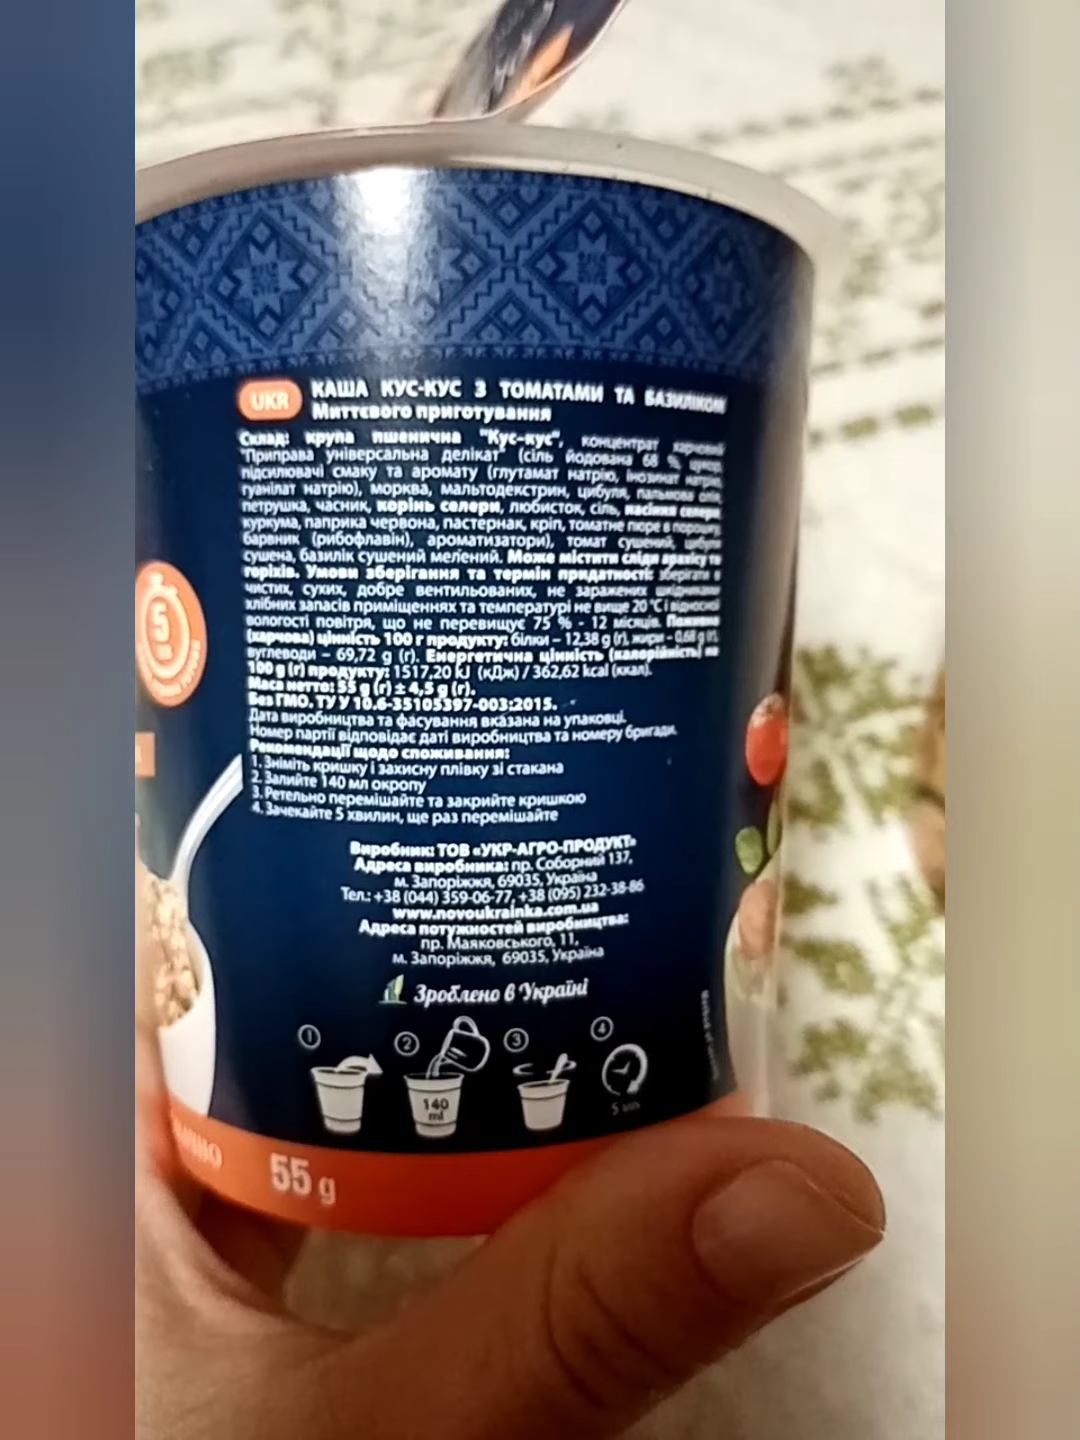 UKR
КАША КУС-КУС З ТОМАТАМИ ТА БАЗИЛІКОМ
Миттєвого приготування
Склад: крупа пшенична "Кус-кус", концентрат харчовий
"Приправа універсальна делікат" (сіль йодована 68 %, цукор,
підсилювачі смаку та аромату (глутамат натрію, інозинат натрію,
гуанілат натрію), морква, мальтодекстрин, цибуля, пальмова олія,
петрушка, часник, корінь селери, любисток, сіль, насіння селери,
куркума, паприка червона, пастернак, кріп, томатне пюре в порошку,
барвник (рибофлавін), ароматизатори), томат сушений, цибуля
сушена, базилік сушений мелений. Може містити сліди арахісу та
горіхів. Умови зберігання та термін придатності: зберігати в
чистих, сухих, добре вентильованих, не заражених шкідниками
хлібних запасів приміщеннях та температурі не вище 20 °С і відносної
вологості повітря, що не перевищує 75 % - 12 місяців. Поживна
(харчова) цінність 100 г продукту: білки – 12,38 g (г), жири – 0,68 g (г),
вуглеводи – 69,72 g (г). Енергетична цінність (калорійність) на
100 g (г) продукту: 1517,20 kJ (кДж) / 362,62 kcal (ккал).
Маса нетто: 55 g (г) ± 4,5 g (г).
Без ГМО. ТУ У 10.6-35105397-003:2015.
Дата виробництва та фасування вказана на упаковці.
Номер партії відповідає даті виробництва та номеру бригади.
Рекомендації щодо споживання:
1. Зніміть кришку і захисну плівку зі стакана
2. Залийте 140 мл окропу
3. Ретельно перемішайте та закрийте кришкою
4. Зачекайте 5 хвилин, ще раз перемішайте
Виробник: ТОВ «УКР-АГРО-ПРОДУКТ»
Адреса виробника: пр. Соборний 137,
м. Запоріжжя, 69035, Україна
Тел.: +38 (044) 359-06-77, +38 (095) 232-38-86
www.novoukrainka.com.ua
Адреса потужностей виробництва:
пр. Маяковського, 11,
м. Запоріжжя, 69035, Україна
Зроблено в Україні
1 2 3 4
140
ml
5 min
5
55 g